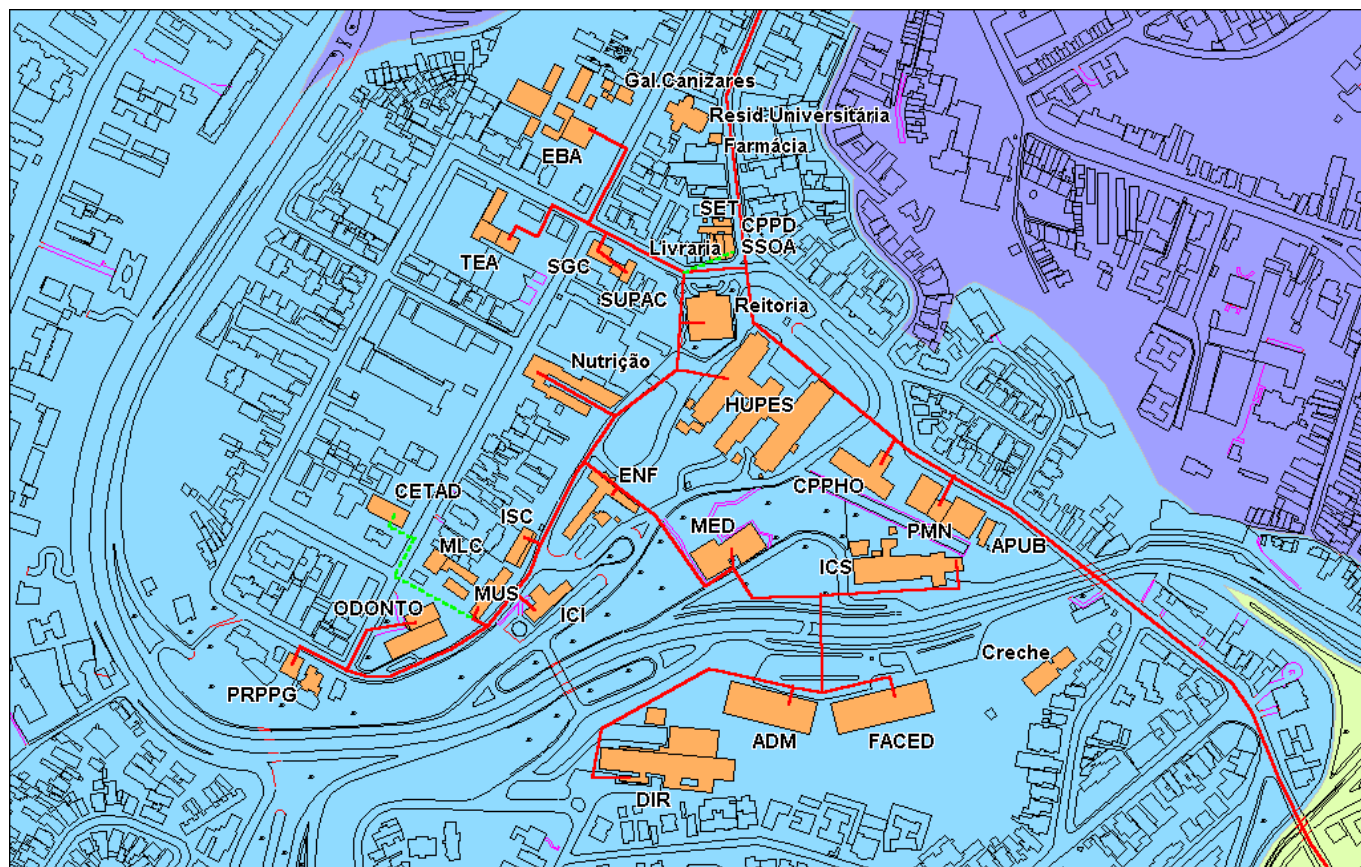 Gal.Canizares
Resid.Universitária
Farmácia
EBA
SET
CPPD
Livraria
SSOA
TEA
SGC
SUPAC
Reitoria
Nutrição
HUPES
CPPHO
ENF
CETAD
ISC
MED
PMN
APUB
MLC
ICS
MUS
ICI
ODONTO
Creche
PRPPG
ADM
FACED
DIR